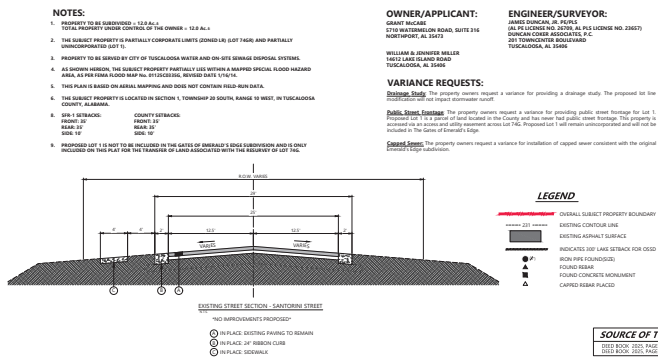 NOTES:
1. PROPERTY TO BE SUBDIVIDED = 12.0 Ac.±
TOTAL PROPERTY UNDER CONTROL OF THE OWNER = 12.0 Ac.±
2. THE SUBJECT PROPERTY IS PARTIALLY CORPORATE LIMITS (ZONED LR) (LOT 74GR) AND PARTIALLY
UNINCORPORATED (LOT 1).
3. PROPERTY TO BE SERVED BY CITY OF TUSCALOOSA WATER AND ON-SITE SEWAGE DISPOSAL SYSTEMS.
4. AS SHOWN HEREON, THE SUBJECT PROPERTY PARTIALLY LIES WITHIN A MAPPED SPECIAL FLOOD HAZARD
AREA, AS PER FEMA FLOOD MAP No. 01125C0355G, REVISED DATE 1/16/14.
5. THIS PLAN IS BASED ON AERIAL MAPPING AND DOES NOT CONTAIN FIELD-RUN DATA.
6. THE SUBJECT PROPERTY IS LOCATED IN SECTION 1, TOWNSHIP 20 SOUTH, RANGE 10 WEST, IN TUSCALOOSA
COUNTY, ALABAMA.
8. SFR-1 SETBACKS: COUNTY SETBACKS:
FRONT: 35' FRONT: 35'
REAR: 35' REAR: 35'
SIDE: 10' SIDE: 10'
9. PROPOSED LOT 1 IS NOT TO BE INCLUDED IN THE GATES OF EMERALD'S EDGE SUBDIVISION AND IS ONLY
INCLUDED ON THIS PLAT FOR THE TRANSFER OF LAND ASSOCIATED WITH THE RESURVEY OF LOT 74G.
OWNER/APPLICANT:
GRANT McCABE
5710 WATERMELON ROAD, SUITE 316
NORTHPORT, AL 35473
WILLIAM & JENNIFER MILLER
14612 LAKE ISLAND ROAD
TUSCALOOSA, AL 35406
ENGINEER/SURVEYOR:
JAMES DUNCAN, JR. PE/PLS
(AL PE LICENSE NO. 26709, AL PLS LICENSE NO. 23657)
DUNCAN COKER ASSOCIATES, P.C.
201 TOWNCENTER BOULEVARD
TUSCALOOSA, AL 35406
VARIANCE REQUESTS:
Drainage Study: The property owners request a variance for providing a drainage study. The proposed lot line
modification will not impact stormwater runoff.
Public Street Frontage: The property owners request a variance for providing public street frontage for Lot 1.
Proposed Lot 1 is a parcel of land located in the County and has never had public street frontage. This property is
accessed via an access and utility easement across Lot 74G. Proposed Lot 1 will remain unincorporated and will not be
included in The Gates of Emerald's Edge.
Capped Sewer: The property owners request a variance for installation of capped sewer consistent with the original
Emerald's Edge subdivision.
R.O.W. VARIES
29'
25'
4' 4' 2' 12.5' 12.5' 2'
VARIES VARIES
C B A
EXISTING STREET SECTION - SANTORINI STREET
*NO IMPROVEMENTS PROPOSED*
A IN PLACE: EXISTING PAVING TO REMAIN
B IN PLACE: 24" RIBBON CURB
C IN PLACE: SIDEWALK
LEGEND
OVERALL SUBJECT PROPERTY BOUNDARY
231 EXISTING CONTOUR LINE
EXISTING ASPHALT SURFACE
INDICATES 300' LAKE SETBACK FOR OSSD
IRON PIPE FOUND(SIZE)
FOUND REBAR
FOUND CONCRETE MONUMENT
CAPPED REBAR PLACED
SOURCE OF T
DEED BOOK 2025, PAGE
DEED BOOK 2025, PAGE